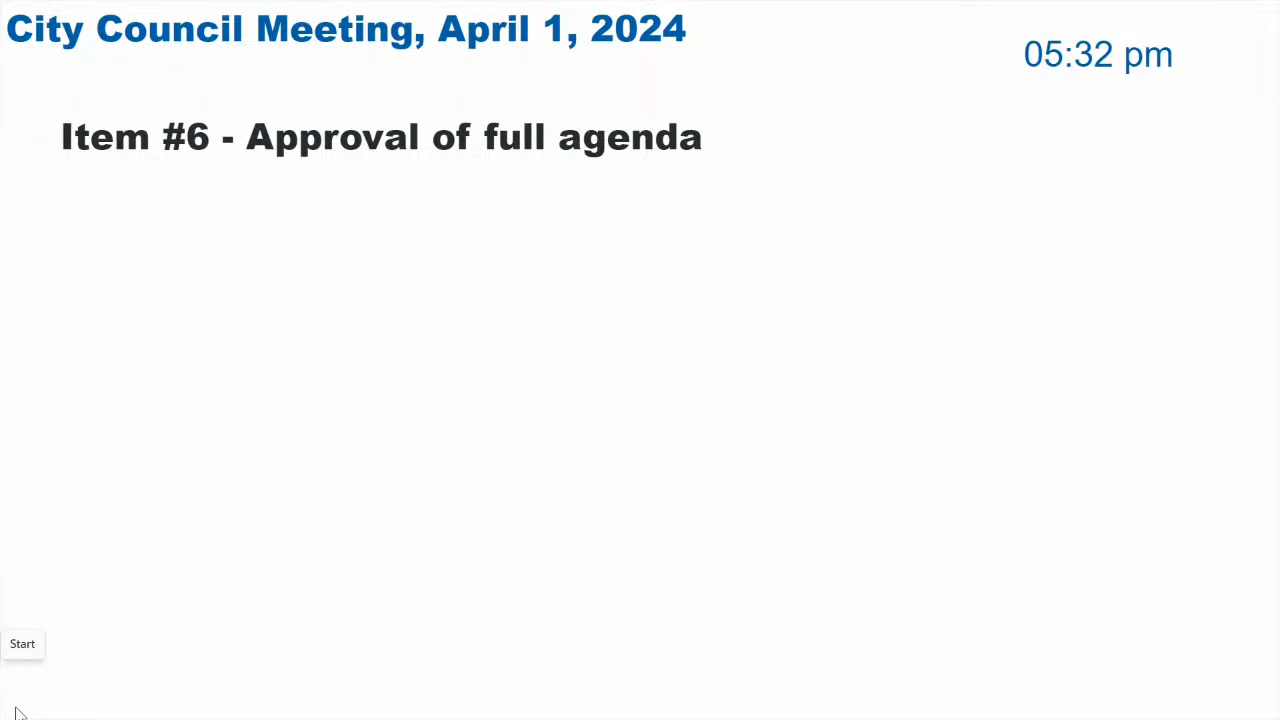 City Council Meeting, April 1, 2024
05:32 pm
Item #6 - Approval of full agenda
Start